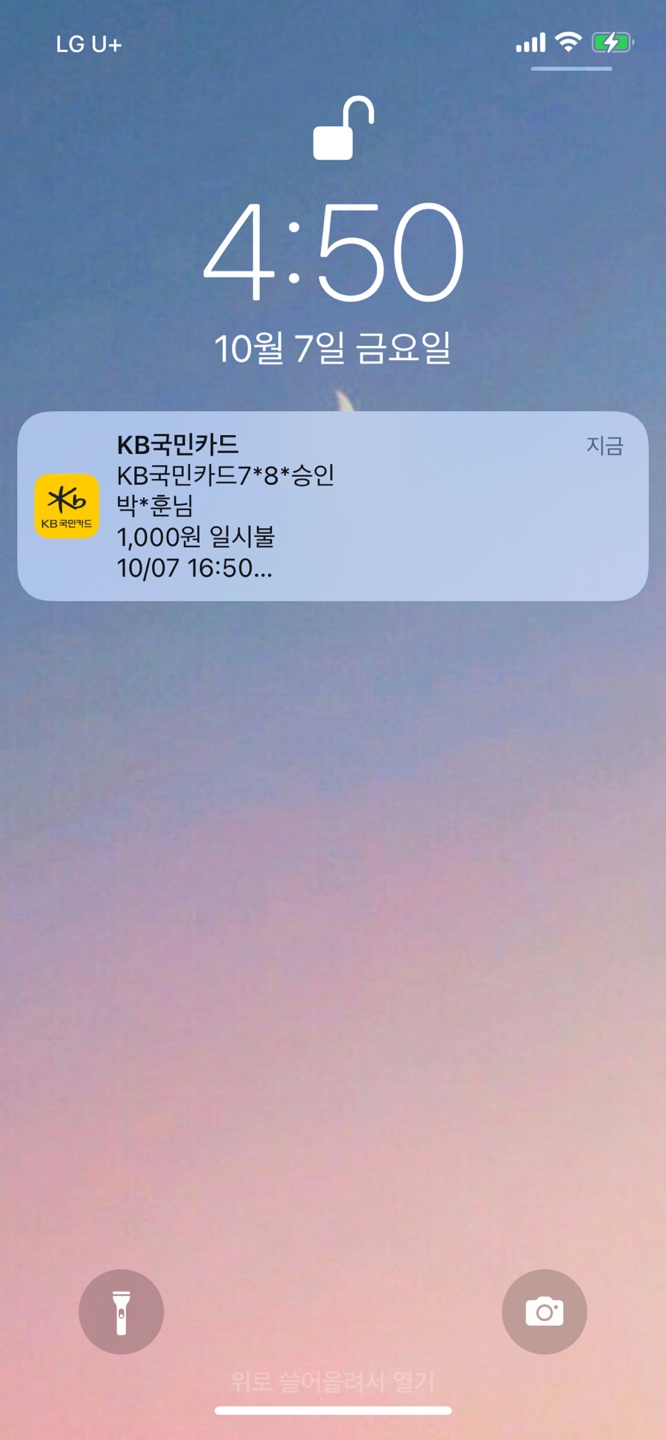 LG U+
4:50
10월 7일 금요일
KB국민카드
지금
KB국민카드7*8*승인
박*훈님
1,000원 일시불
10/07 16:50...
KB국민카드
위로 쓸어올려서 열기